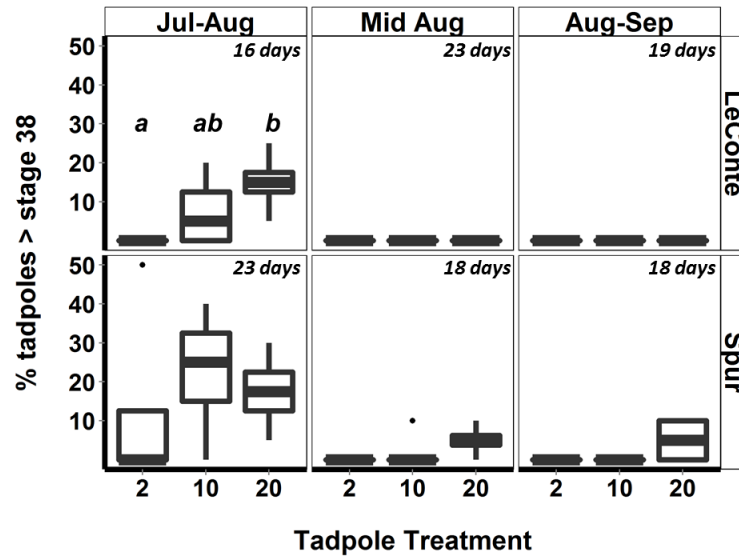 Jul-Aug Mid Aug Aug-Sep
% tadpoles > stage 38
50 16 days 23 days 19 days
40
30 a ab b
20
10
LeConte
50 23 days 18 days 18 days
40
30
20
10
Spur
2 10 20 2 10 20 2 10 20
Tadpole Treatment